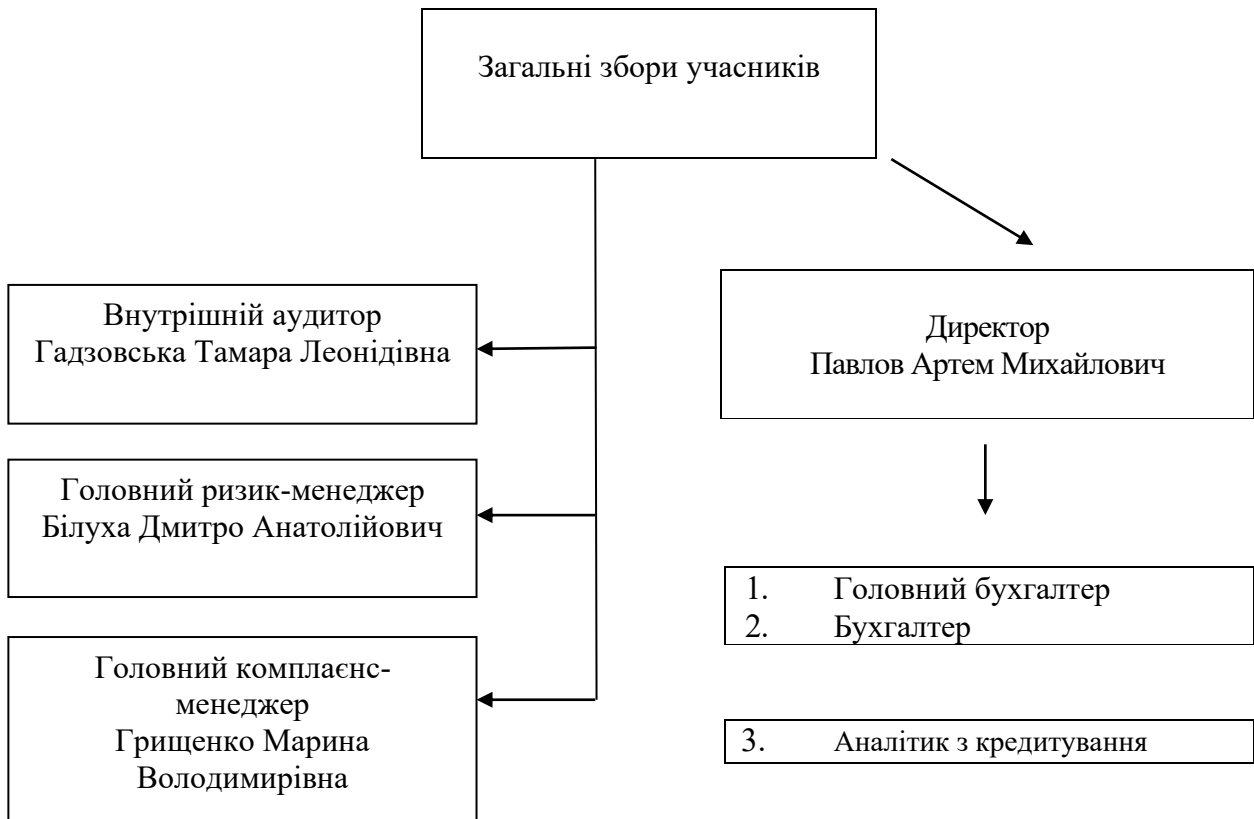 Загальні збори учасників
Внутрішній аудитор
Гадзовська Тамара Леонідівна
Директор
Павлов Артем Михайлович
Головний ризик-менеджер
Білуха Дмитро Анатолійович
1. Головний бухгалтер
2. Бухгалтер
Головний комплаєнс-
менеджер
Грищенко Марина
Володимирівна
3. Аналітик з кредитування